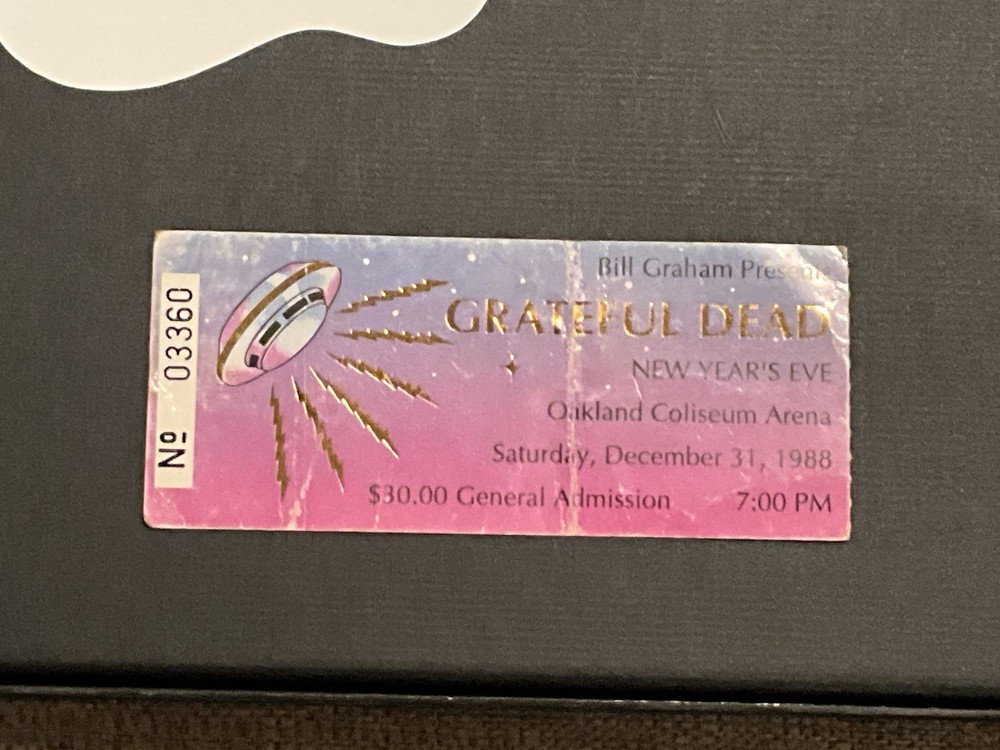 Nº 03360
Bill Graham Presents
GRATEFUL DEAD
NEW YEAR'S EVE
Oakland Coliseum Arena
Saturday, December 31, 1988
$30.00 General Admission 7:00 PM